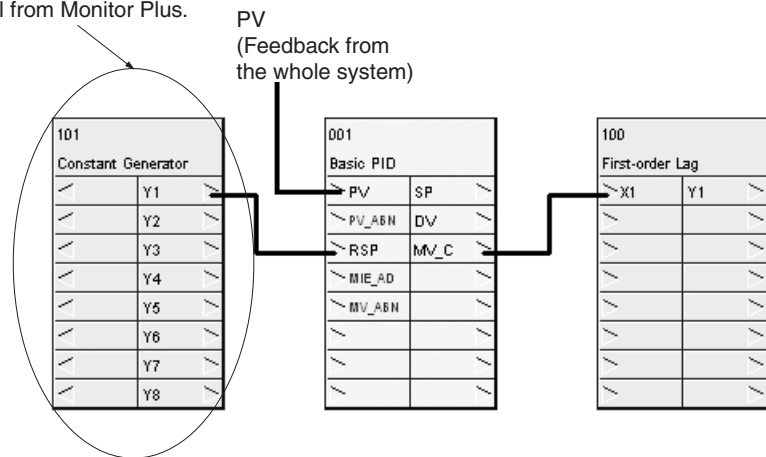 l from Monitor Plus.
PV
(Feedback from
the whole system)
101
Constant Generator
Y1
Y2
Y3
Y4
Y5
Y6
Y7
Y8
001
Basic PID
PV SP
PV_ABN DV
RSP MV_C
MIE_AD
MV_ABN
100
First-order Lag
X1 Y1